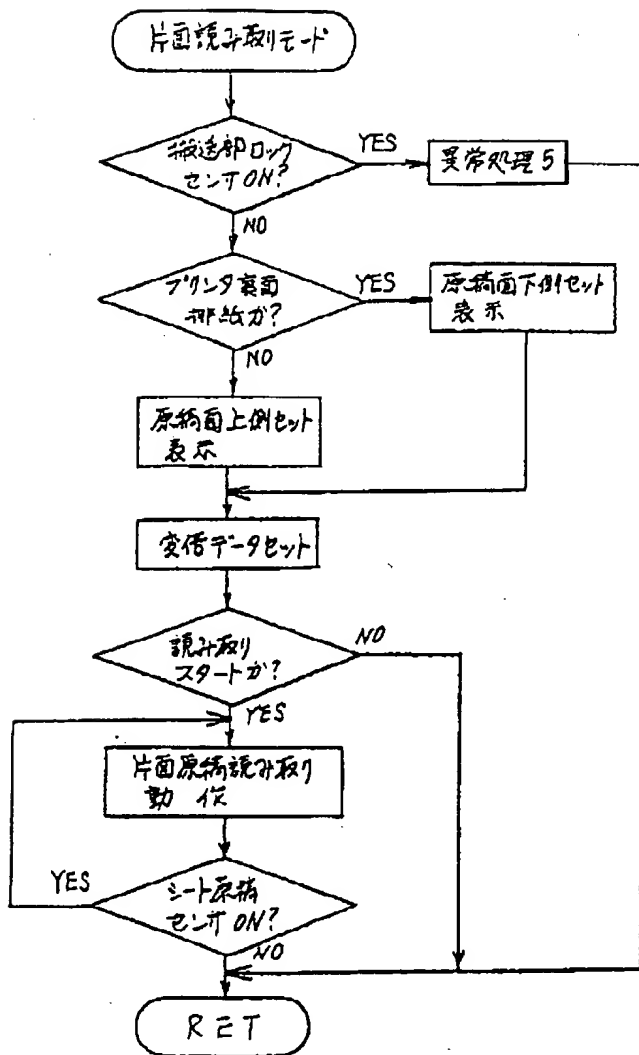 片面読み取りモード
搬送部ロック
センサON?
YES
異常処理5
NO
プリンタ裏面
排紙か?
YES
原稿面下側セット
表示
NO
原稿面上側セット
表示
変倍データセット
読み取り
スタートか?
NO
YES
片面原稿読み取り
動作
YES
シート原稿
センサON?
NO
RET